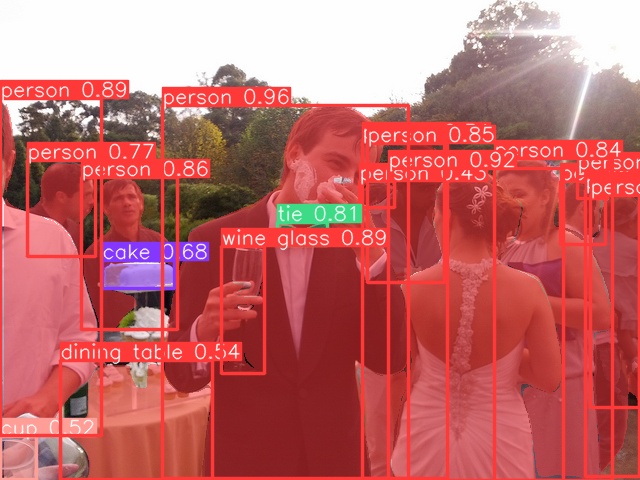 person 0.89
person 0.96
person 0.85
person 0.84
person 0.77
person 0.92
person 0.86
person 0.45
tie 0.81
wine glass 0.89
cake 0.68
dining table 0.54
cup 0.52